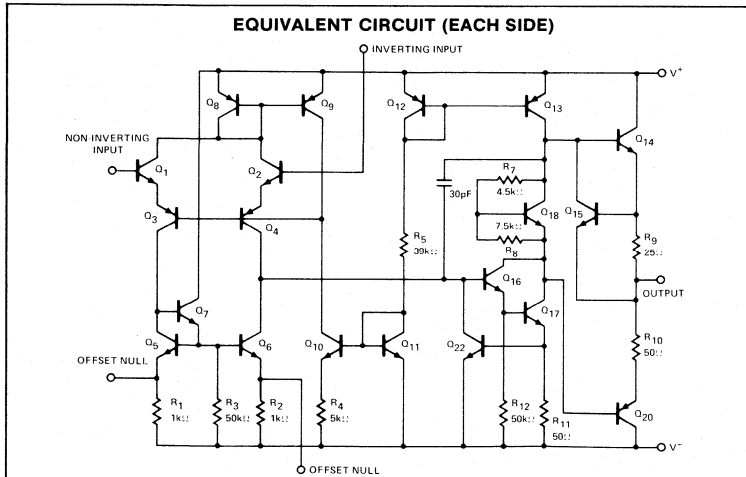 EQUIVALENT CIRCUIT (EACH SIDE)
INVERTING INPUT
V+
Q8
Q9
Q12
Q13
Q14
NON-INVERTING
INPUT
Q1
Q2
30pF
R7
4.5kΩ
Q18
Q15
7.5kΩ
R8
Q3
Q4
R5
39kΩ
R9
25Ω
Q16
OUTPUT
Q7
Q17
Q5
Q6
Q10
Q11
Q22
R10
50Ω
OFFSET NULL
R1
1kΩ
R3
50kΩ
R2
1kΩ
R4
5kΩ
R12
50kΩ
R11
50Ω
Q20
V-
OFFSET NULL